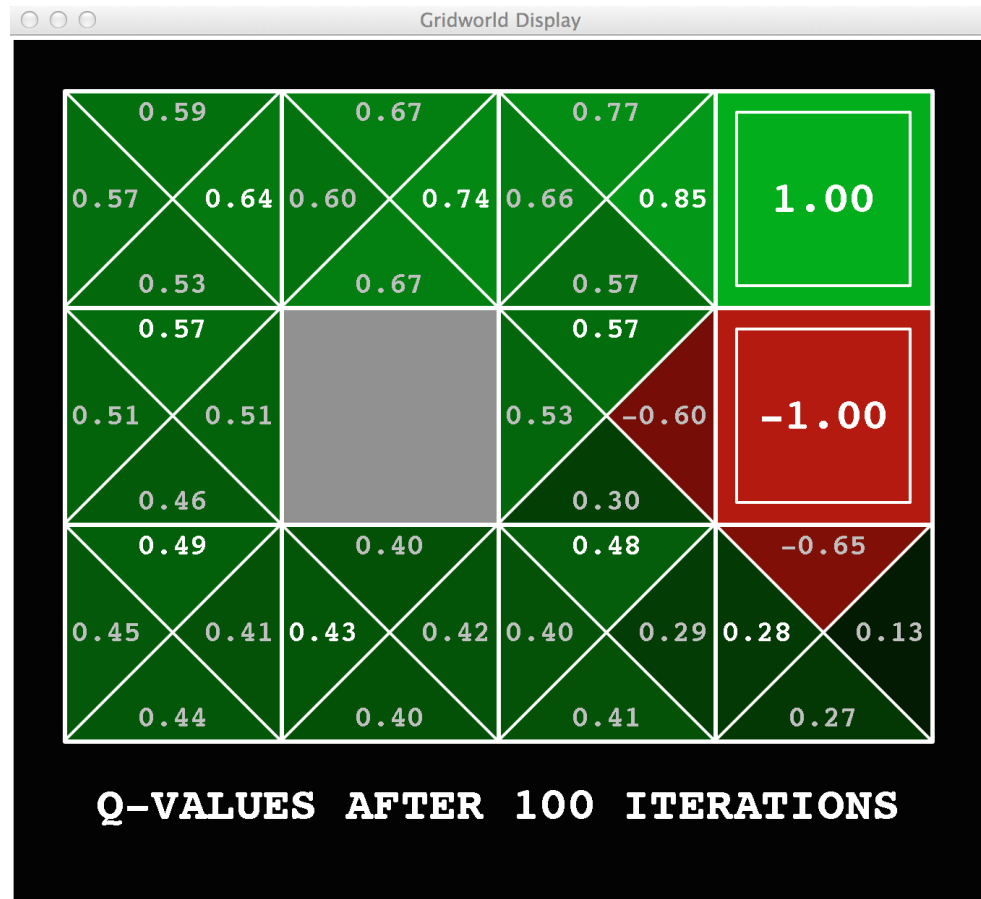 Gridworld Display
0.59 0.67 0.77
0.57 0.64 0.60 0.74 0.66 0.85 1.00
0.53 0.67 0.57
0.57 0.57
0.51 0.51 0.53 -0.60 -1.00
0.46 0.30
0.49 0.40 0.48 -0.65
0.45 0.41 0.43 0.42 0.40 0.29 0.28 0.13
0.44 0.40 0.41 0.27
Q-VALUES AFTER 100 ITERATIONS